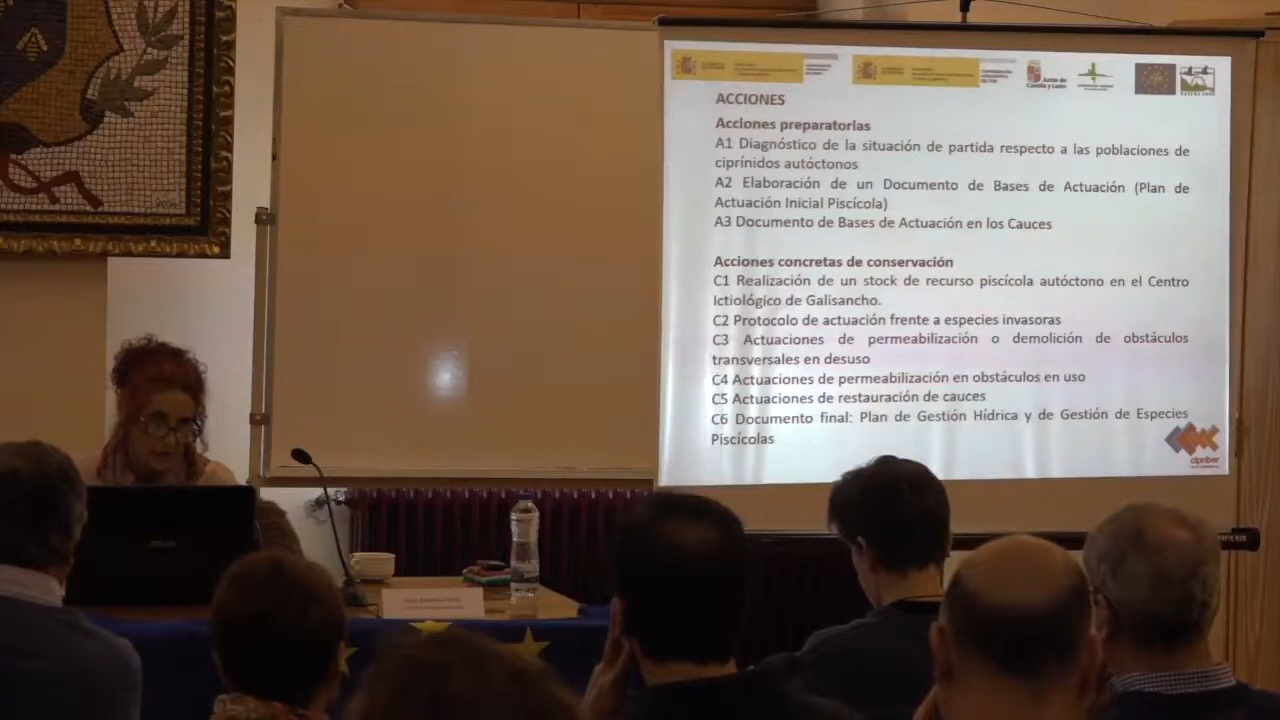 Junta de
Castilla y León
ACCIONES
Acciones preparatorias
A1 Diagnóstico de la situación de partida respecto a las poblaciones de
ciprínidos autóctonos
A2 Elaboración de un Documento de Bases de Actuación (Plan de
Actuación Inicial Piscícola)
A3 Documento de Bases de Actuación en los Cauces
Acciones concretas de conservación
C1 Realización de un stock de recurso piscícola autóctono en el Centro
Ictiológico de Galisancho.
C2 Protocolo de actuación frente a especies invasoras
C3 Actuaciones de permeabilización o demolición de obstáculos
transversales en desuso
C4 Actuaciones de permeabilización en obstáculos en uso
C5 Actuaciones de restauración de cauces
C6 Documento final: Plan de Gestión Hídrica y de Gestión de Especies
Piscícolas
cipriber